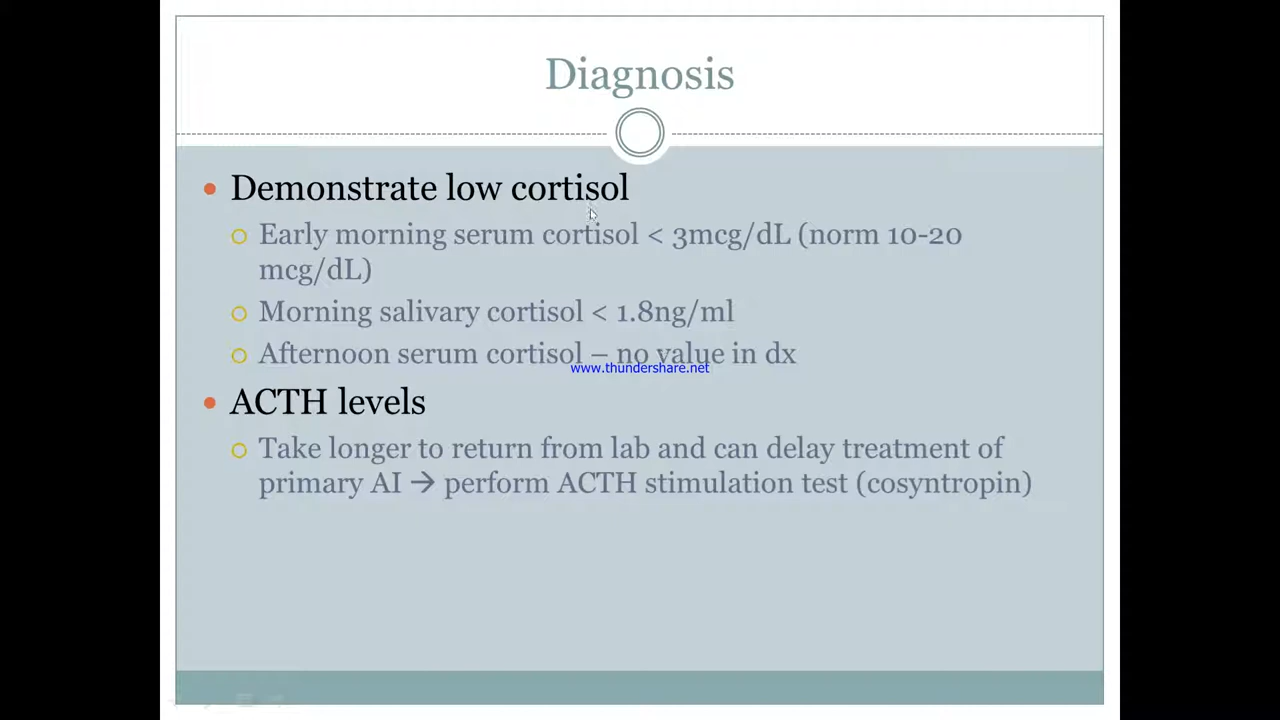 Diagnosis
Demonstrate low cortisol
Early morning serum cortisol < 3mcg/dL (norm 10-20
mcg/dL)
Morning salivary cortisol < 1.8ng/ml
Afternoon serum cortisol – no value in dx
www.thundershare.net
ACTH levels
Take longer to return from lab and can delay treatment of
primary AI → perform ACTH stimulation test (cosyntropin)